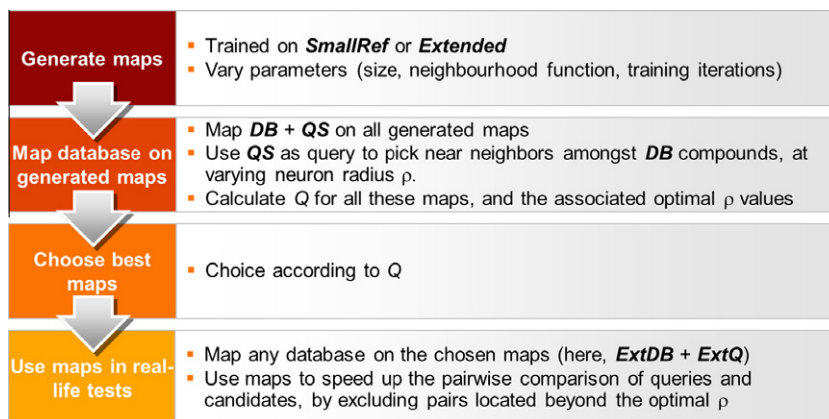 Generate maps
▪ Trained on SmallRef or Extended
▪ Vary parameters (size, neighbourhood function, training iterations)
Map database on
generated maps
▪ Map DB + QS on all generated maps
▪ Use QS as query to pick near neighbors amongst DB compounds, at
varying neuron radius ρ.
▪ Calculate Q for all these maps, and the associated optimal ρ values
Choose best
maps
▪ Choice according to Q
Use maps in real-
life tests
▪ Map any database on the chosen maps (here, ExtDB + ExtQ)
▪ Use maps to speed up the pairwise comparison of queries and
candidates, by excluding pairs located beyond the optimal ρ